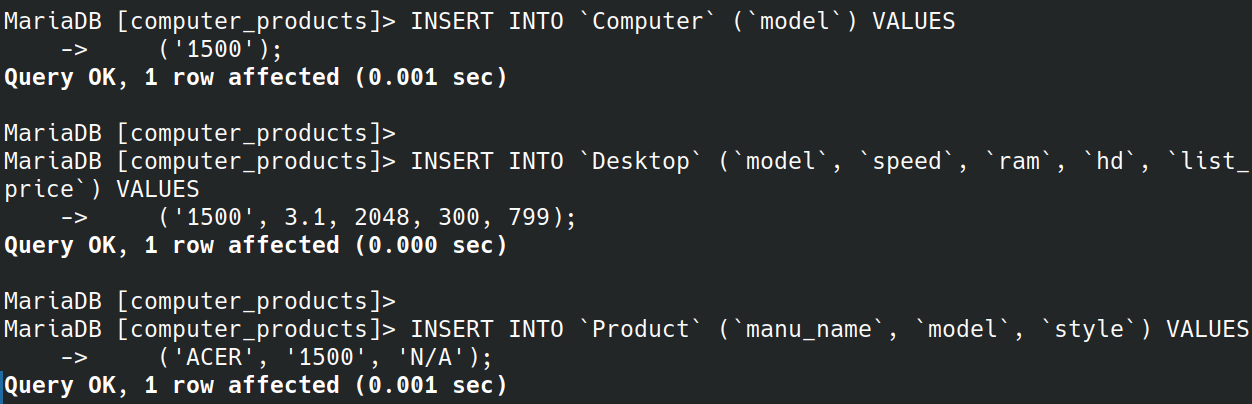 MariaDB [computer_products]> INSERT INTO `Computer` (`model`) VALUES
    ->     ('1500');
Query OK, 1 row affected (0.001 sec)

MariaDB [computer_products]>
MariaDB [computer_products]> INSERT INTO `Desktop` (`model`, `speed`, `ram`, `hd`, `list_
price`) VALUES
    ->     ('1500', 3.1, 2048, 300, 799);
Query OK, 1 row affected (0.000 sec)

MariaDB [computer_products]>
MariaDB [computer_products]> INSERT INTO `Product` (`manu_name`, `model`, `style`) VALUES
    ->     ('ACER', '1500', 'N/A');
Query OK, 1 row affected (0.001 sec)